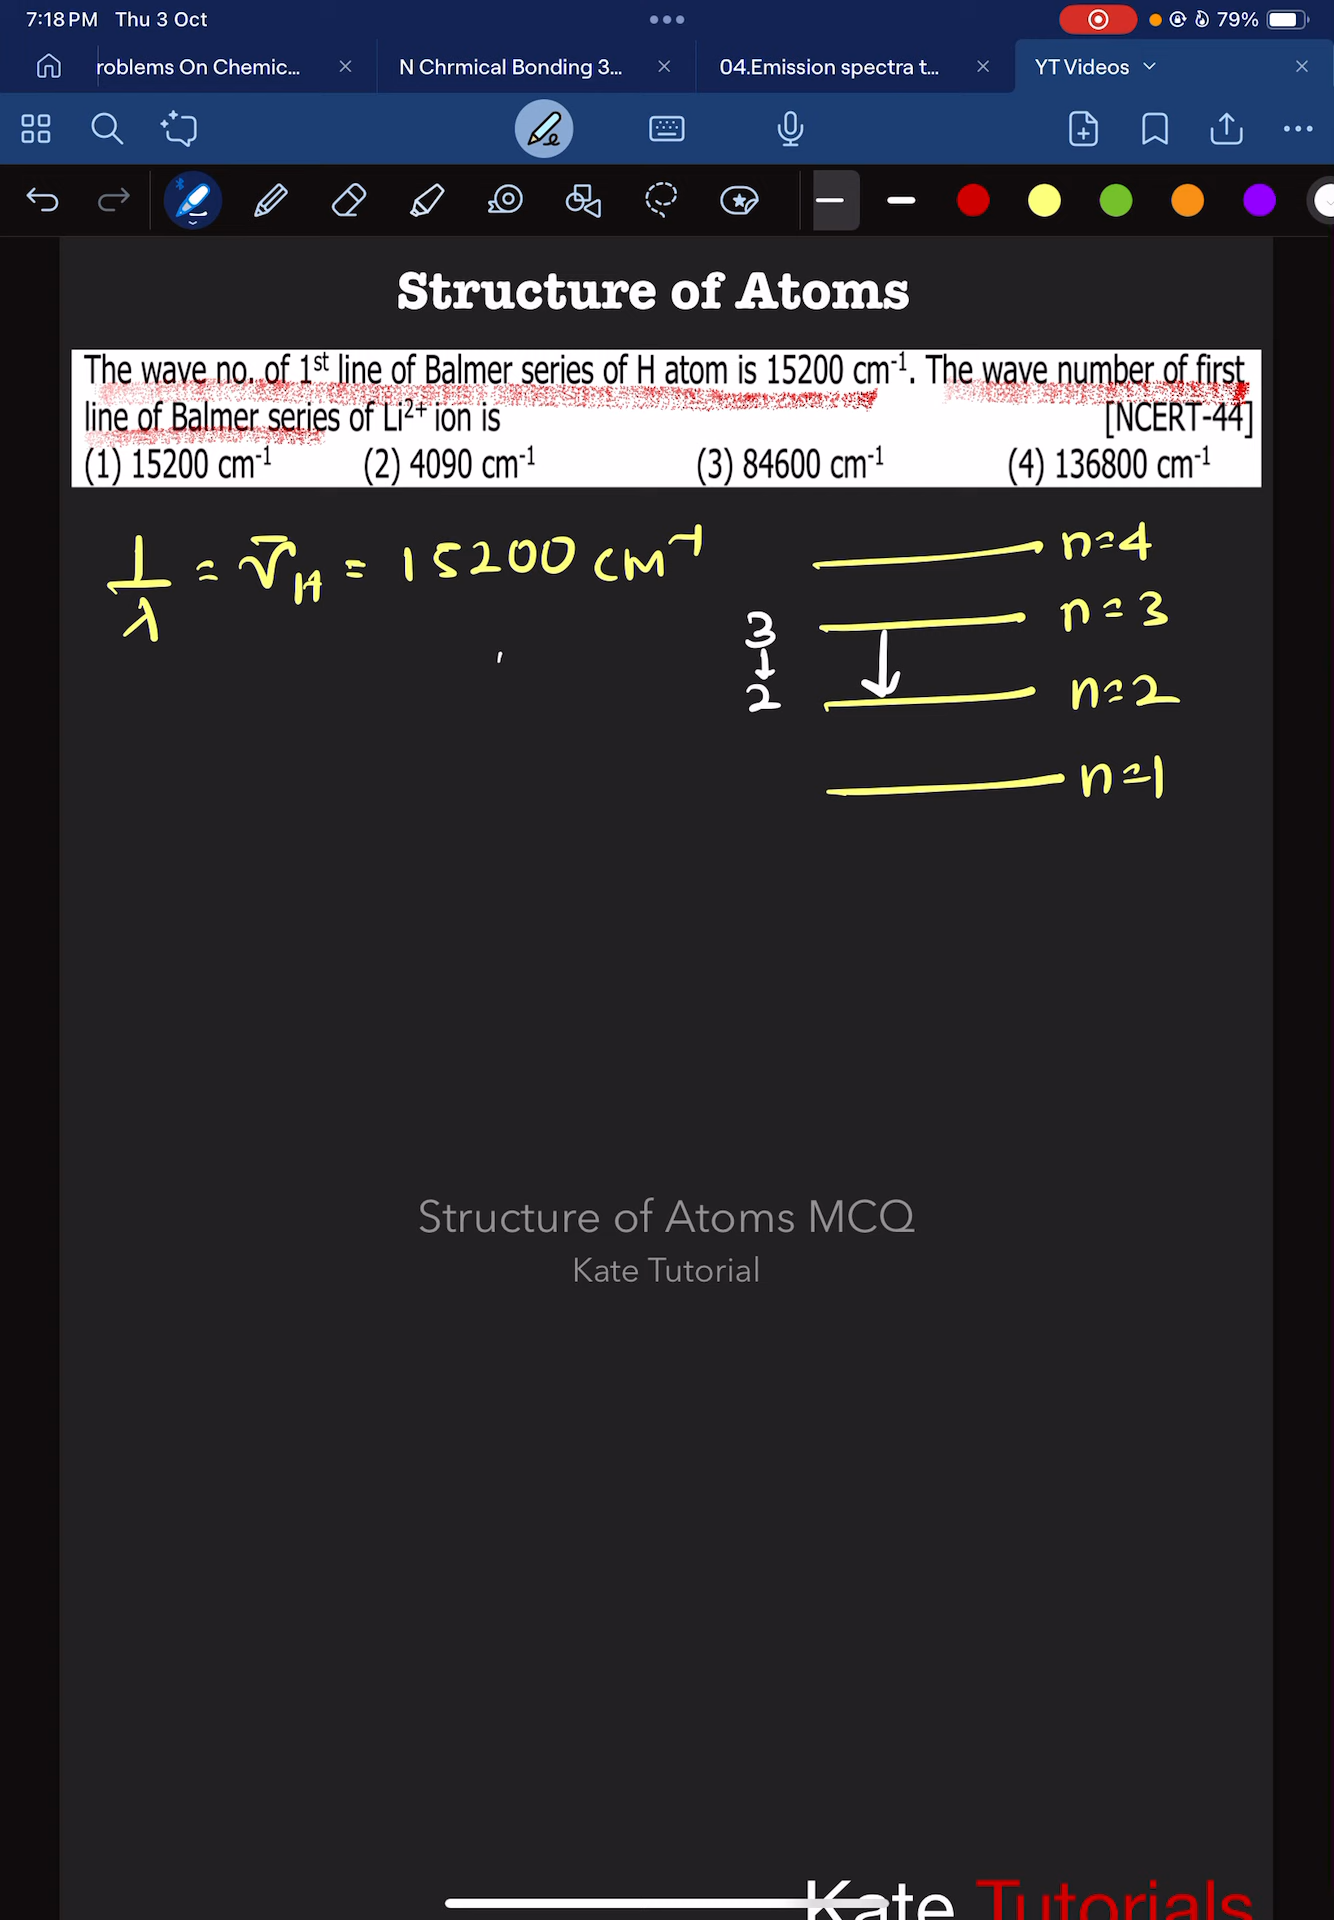 7:18 PM Thu 3 Oct
79%
roblems On Chemic...
N Chrmical Bonding 3...
04.Emission spectra t...
YT Videos
Structure of Atoms
The wave no. of 1st line of Balmer series of H atom is 15200 cm-1. The wave number of first
line of Balmer series of Li2+ ion is [NCERT-44]
(1) 15200 cm-1 (2) 4090 cm-1 (3) 84600 cm-1 (4) 136800 cm-1
1/λ = ν̄H = 15200 cm-1
n=4
n=3
3
↓
2
n=2
n=1
Structure of Atoms MCQ
Kate Tutorial
Kate Tutorials